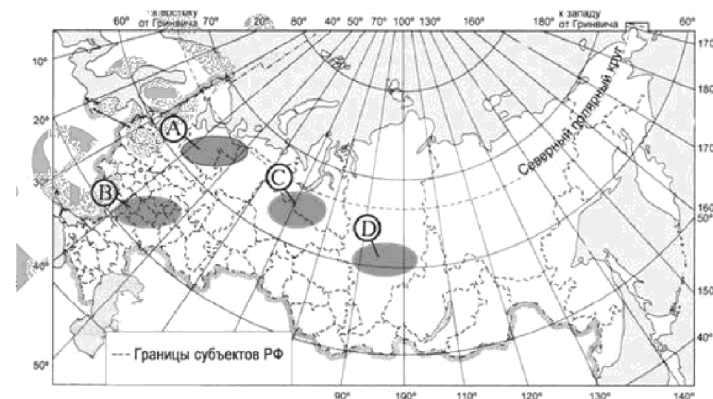 к востоку
от Гринвича
60° 70° 20° 80° 40° 50° 70° 100° 130° 160° 180°
к западу
от Гринвича
60° 170°
10°
180°
Северный полярный круг
20°
A
170°
C
B
160°
50°
D
40°
150°
40°
Границы субъектов РФ
50°
90° 100° 110° 120° 130° 140°